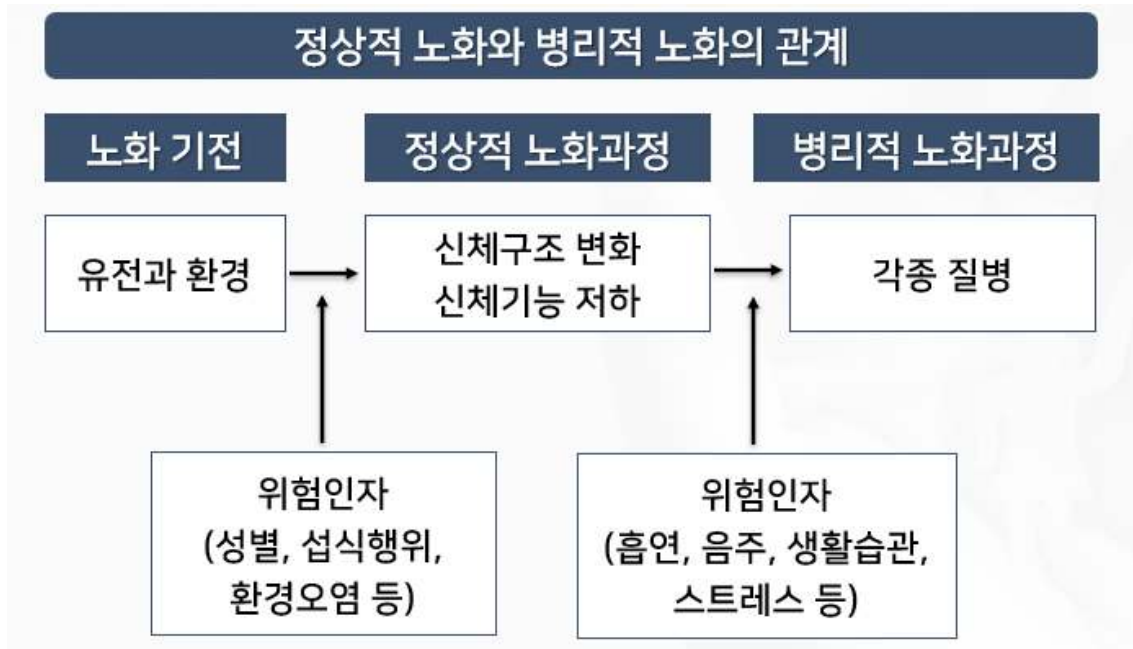 정상적 노화와 병리적 노화의 관계
노화 기전
정상적 노화과정
병리적 노화과정
유전과 환경
신체구조 변화
신체기능 저하
각종 질병
위험인자
(성별, 섭식행위,
환경오염 등)
위험인자
(흡연, 음주, 생활습관,
스트레스 등)